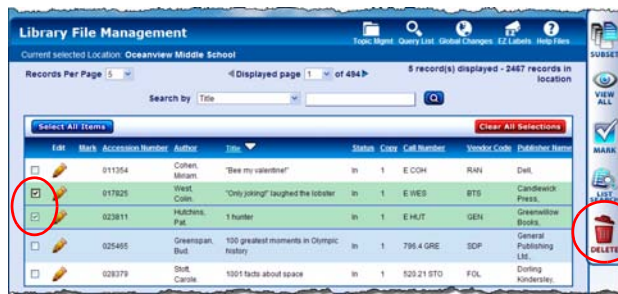 Library File Management
Topic Mgmt Query List Global Changes EZ Labels Help Files
Current selected Location: Oceanview Middle School
Records Per Page 5 Displayed page 1 of 494 5 record(s) displayed - 2467 records in location
Search by Title
Select All Items Clear All Selections
Edit Mark Accession Number Author Title Status Copy Call Number Vendor Code Publisher Name
011354 Cohen, Miriam. "Bee my valentine!" In 1 E COH RAN Dell,
017825 West, Colin. "Only joking!" laughed the lobster In 1 E WES BTS Candlewick Press,
023811 Hutchins, Pat. 1 hunter In 1 E HUT GEN Greenwillow Books,
025465 Greenspan, Bud. 100 greatest moments in Olympic history In 1 796.4 GRE SDP General Publishing Ltd.,
028379 Stott, Carole. 1001 facts about space In 1 520.21 STO FOL Dorling Kindersley,
SUBSET
VIEW ALL
MARK
LIST SEARCH
DELETE